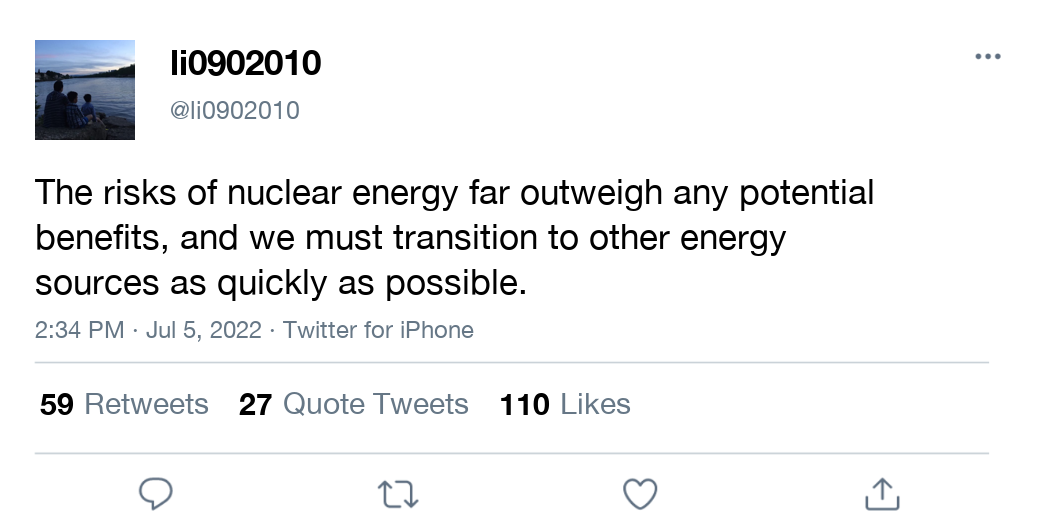 li0902010
@li0902010
The risks of nuclear energy far outweigh any potential
benefits, and we must transition to other energy
sources as quickly as possible.
2:34 PM · Jul 5, 2022 · Twitter for iPhone
59 Retweets 27 Quote Tweets 110 Likes